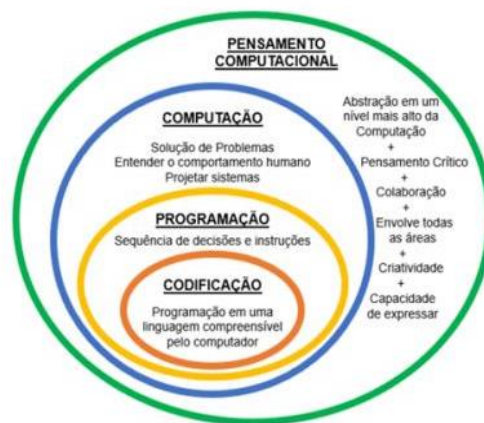 PENSAMENTO
COMPUTACIONAL
COMPUTAÇÃO
Solução de Problemas
Entender o comportamento humano
Projetar sistemas
PROGRAMAÇÃO
Sequência de decisões e instruções
CODIFICAÇÃO
Programação em uma
linguagem compreensível
pelo computador
Abstração em um
nível mais alto da
Computação
+
Pensamento Crítico
+
Colaboração
+
Envolve todas
as áreas
+
Criatividade
+
Capacidade
de expressar